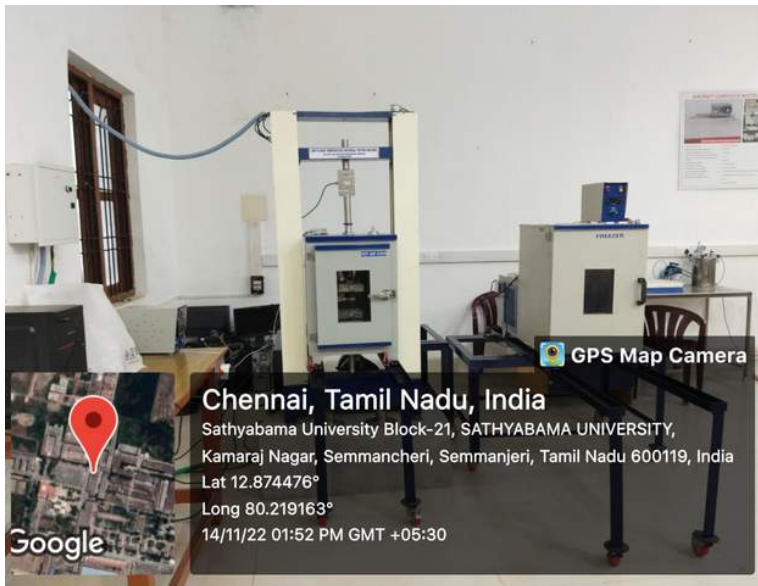 FREEZER
GPS Map Camera
Chennai, Tamil Nadu, India
Sathyabama University Block-21, SATHYABAMA UNIVERSITY,
Kamaraj Nagar, Semmancheri, Semmanjeri, Tamil Nadu 600119, India
Lat 12.874476°
Long 80.219163°
14/11/22 01:52 PM GMT +05:30
Google